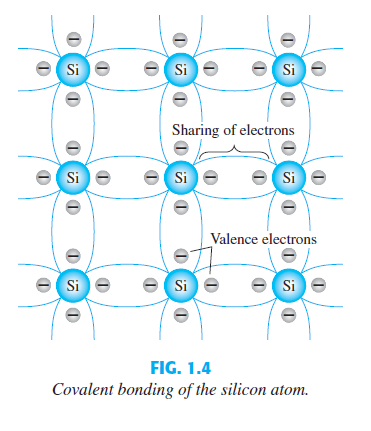 Si Si Si
Sharing of electrons
Si Si Si
Valence electrons
Si Si Si
FIG. 1.4
Covalent bonding of the silicon atom.